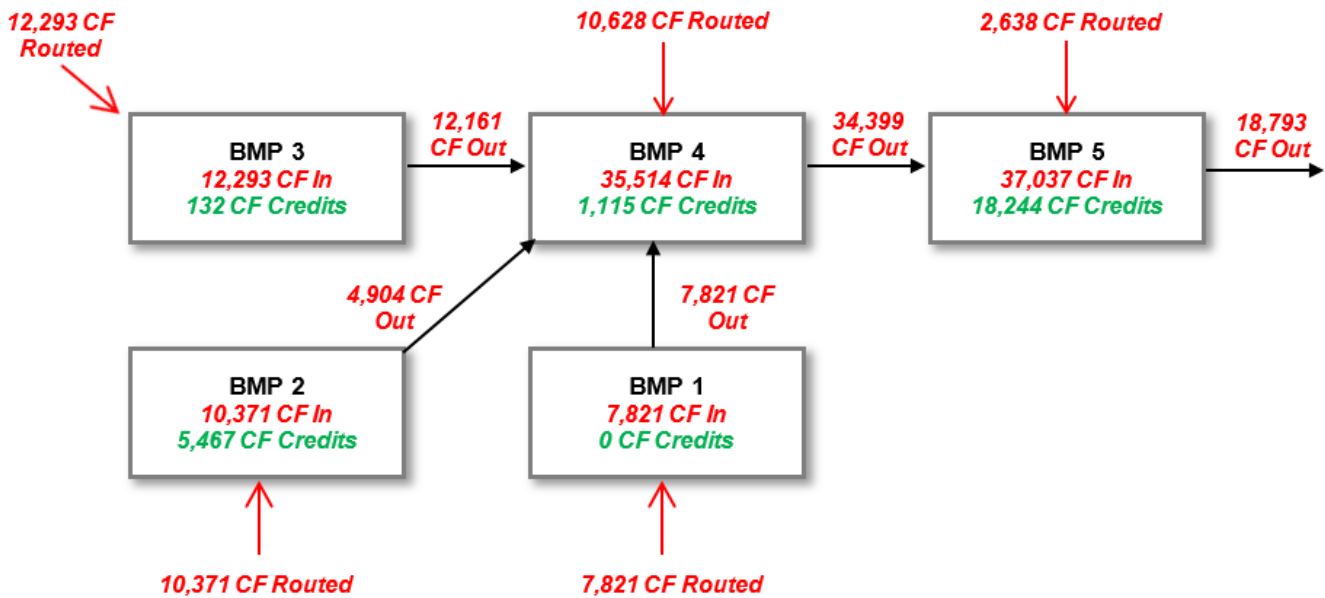 12,293 CF
Routed
10,628 CF Routed
2,638 CF Routed
BMP 3
12,293 CF In
132 CF Credits
12,161
CF Out
BMP 4
35,514 CF In
1,115 CF Credits
34,399
CF Out
BMP 5
37,037 CF In
18,244 CF Credits
18,793
CF Out
4,904 CF
Out
7,821 CF
Out
BMP 2
10,371 CF In
5,467 CF Credits
BMP 1
7,821 CF In
0 CF Credits
10,371 CF Routed
7,821 CF Routed